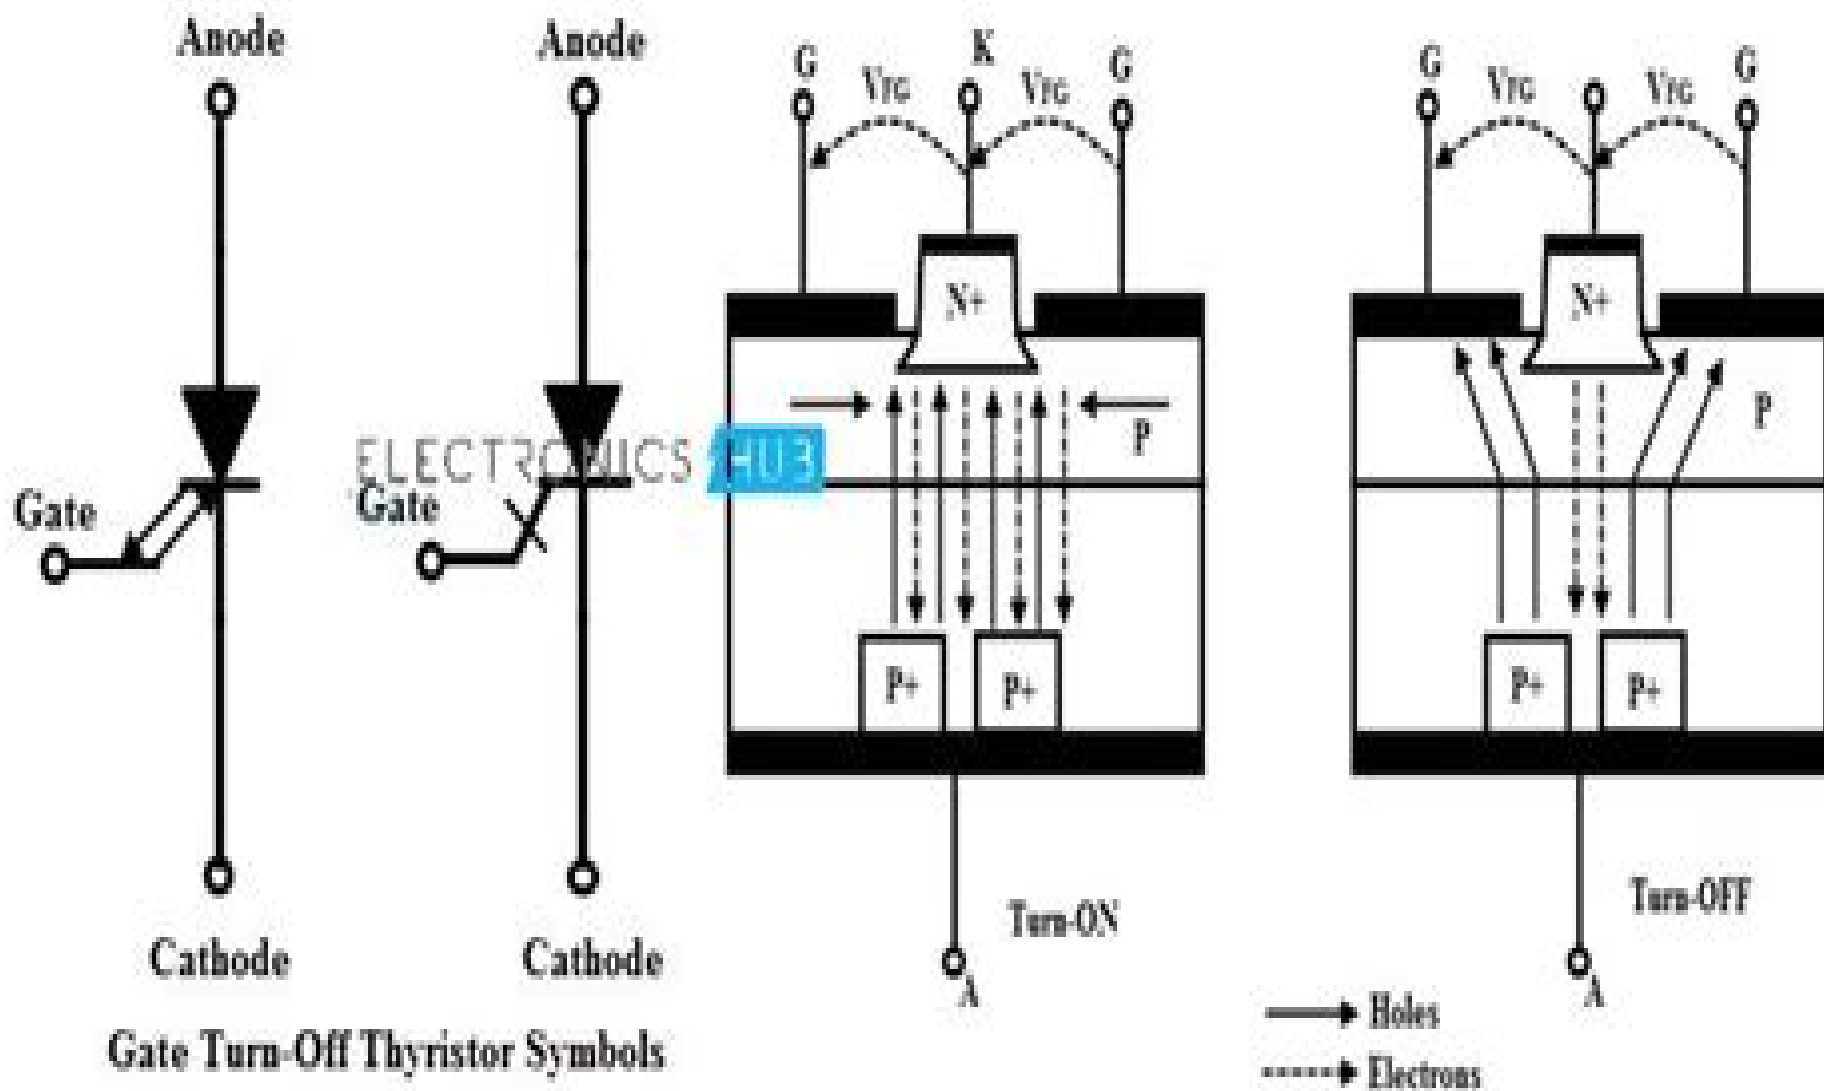 Anode
Anode
Gate
Gate
Cathode
Cathode
Gate Turn-Off Thyristor Symbols
ELECTRONICS HUB
G
VFG
K
VFG
G
N+
P
P+
P+
Turn-ON
A
G
VFG
VFG
G
N+
P
P+
P+
Turn-OFF
A
Holes
Electrons